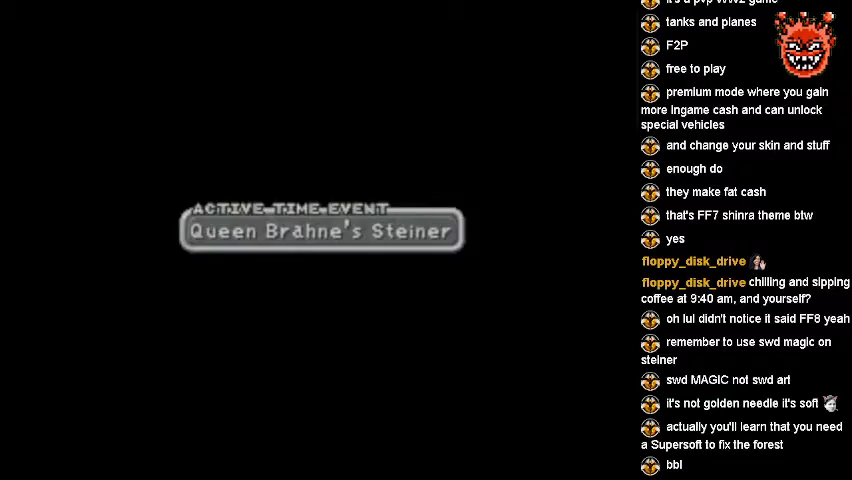 ACTIVE TIME EVENT
Queen Brahne's Steiner
it's a pvp WW2 game
tanks and planes
F2P
free to play
premium mode where you gain
more ingame cash and can unlock
special vehicles
and change your skin and stuff
enough do
they make fat cash
that's FF7 shinra theme btw
yes
floppy_disk_drive
floppy_disk_drive chilling and sipping
coffee at 9:40 am, and yourself?
oh lul didn't notice it said FF8 yeah
remember to use swd magic on
steiner
swd MAGIC not swd art
it's not golden needle it's soft
actually you'll learn that you need
a Supersoft to fix the forest
bbl